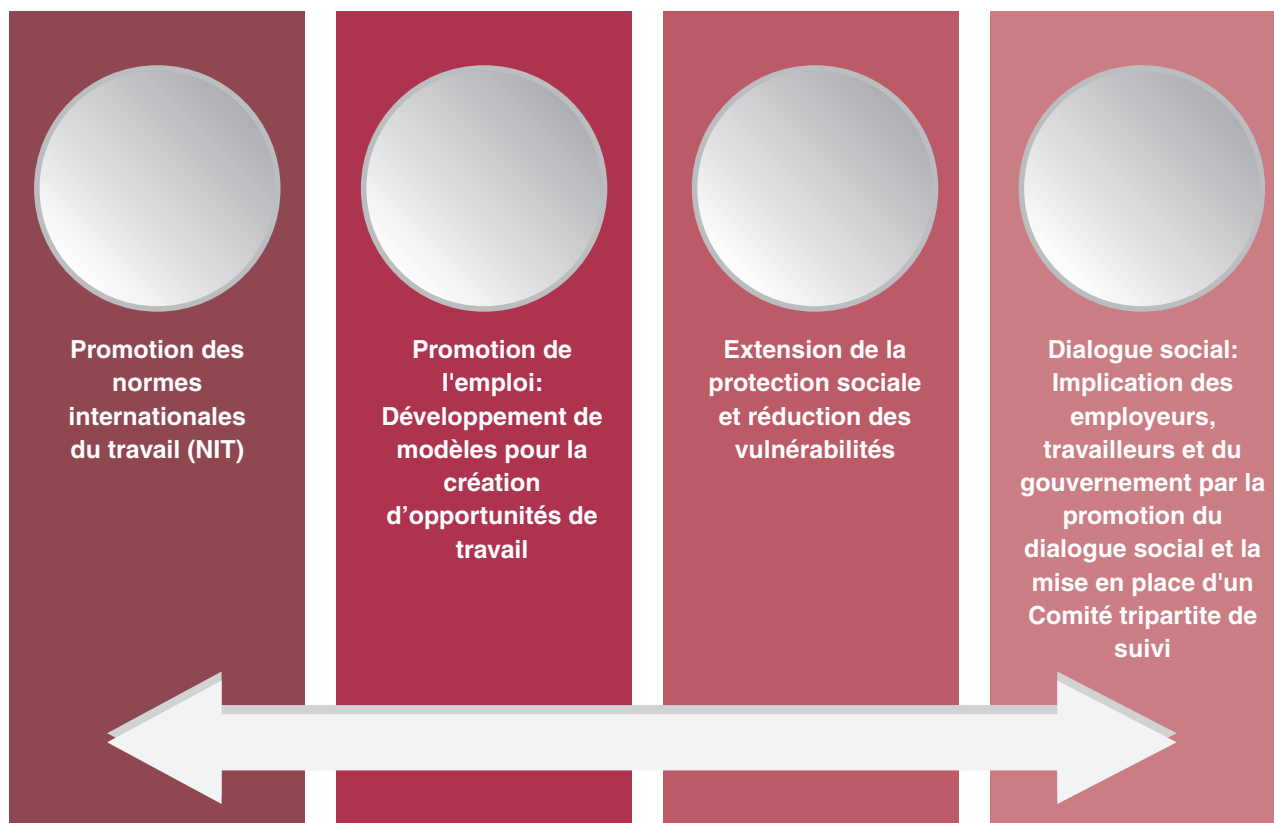 Promotion des
normes
internationales
du travail (NIT)
Promotion de
l'emploi:
Développement de
modèles pour la
création
d’opportunités de
travail
Extension de la
protection sociale
et réduction des
vulnérabilités
Dialogue social:
Implication des
employeurs,
travailleurs et du
gouvernement par la
promotion du
dialogue social et la
mise en place d'un
Comité tripartite de
suivi